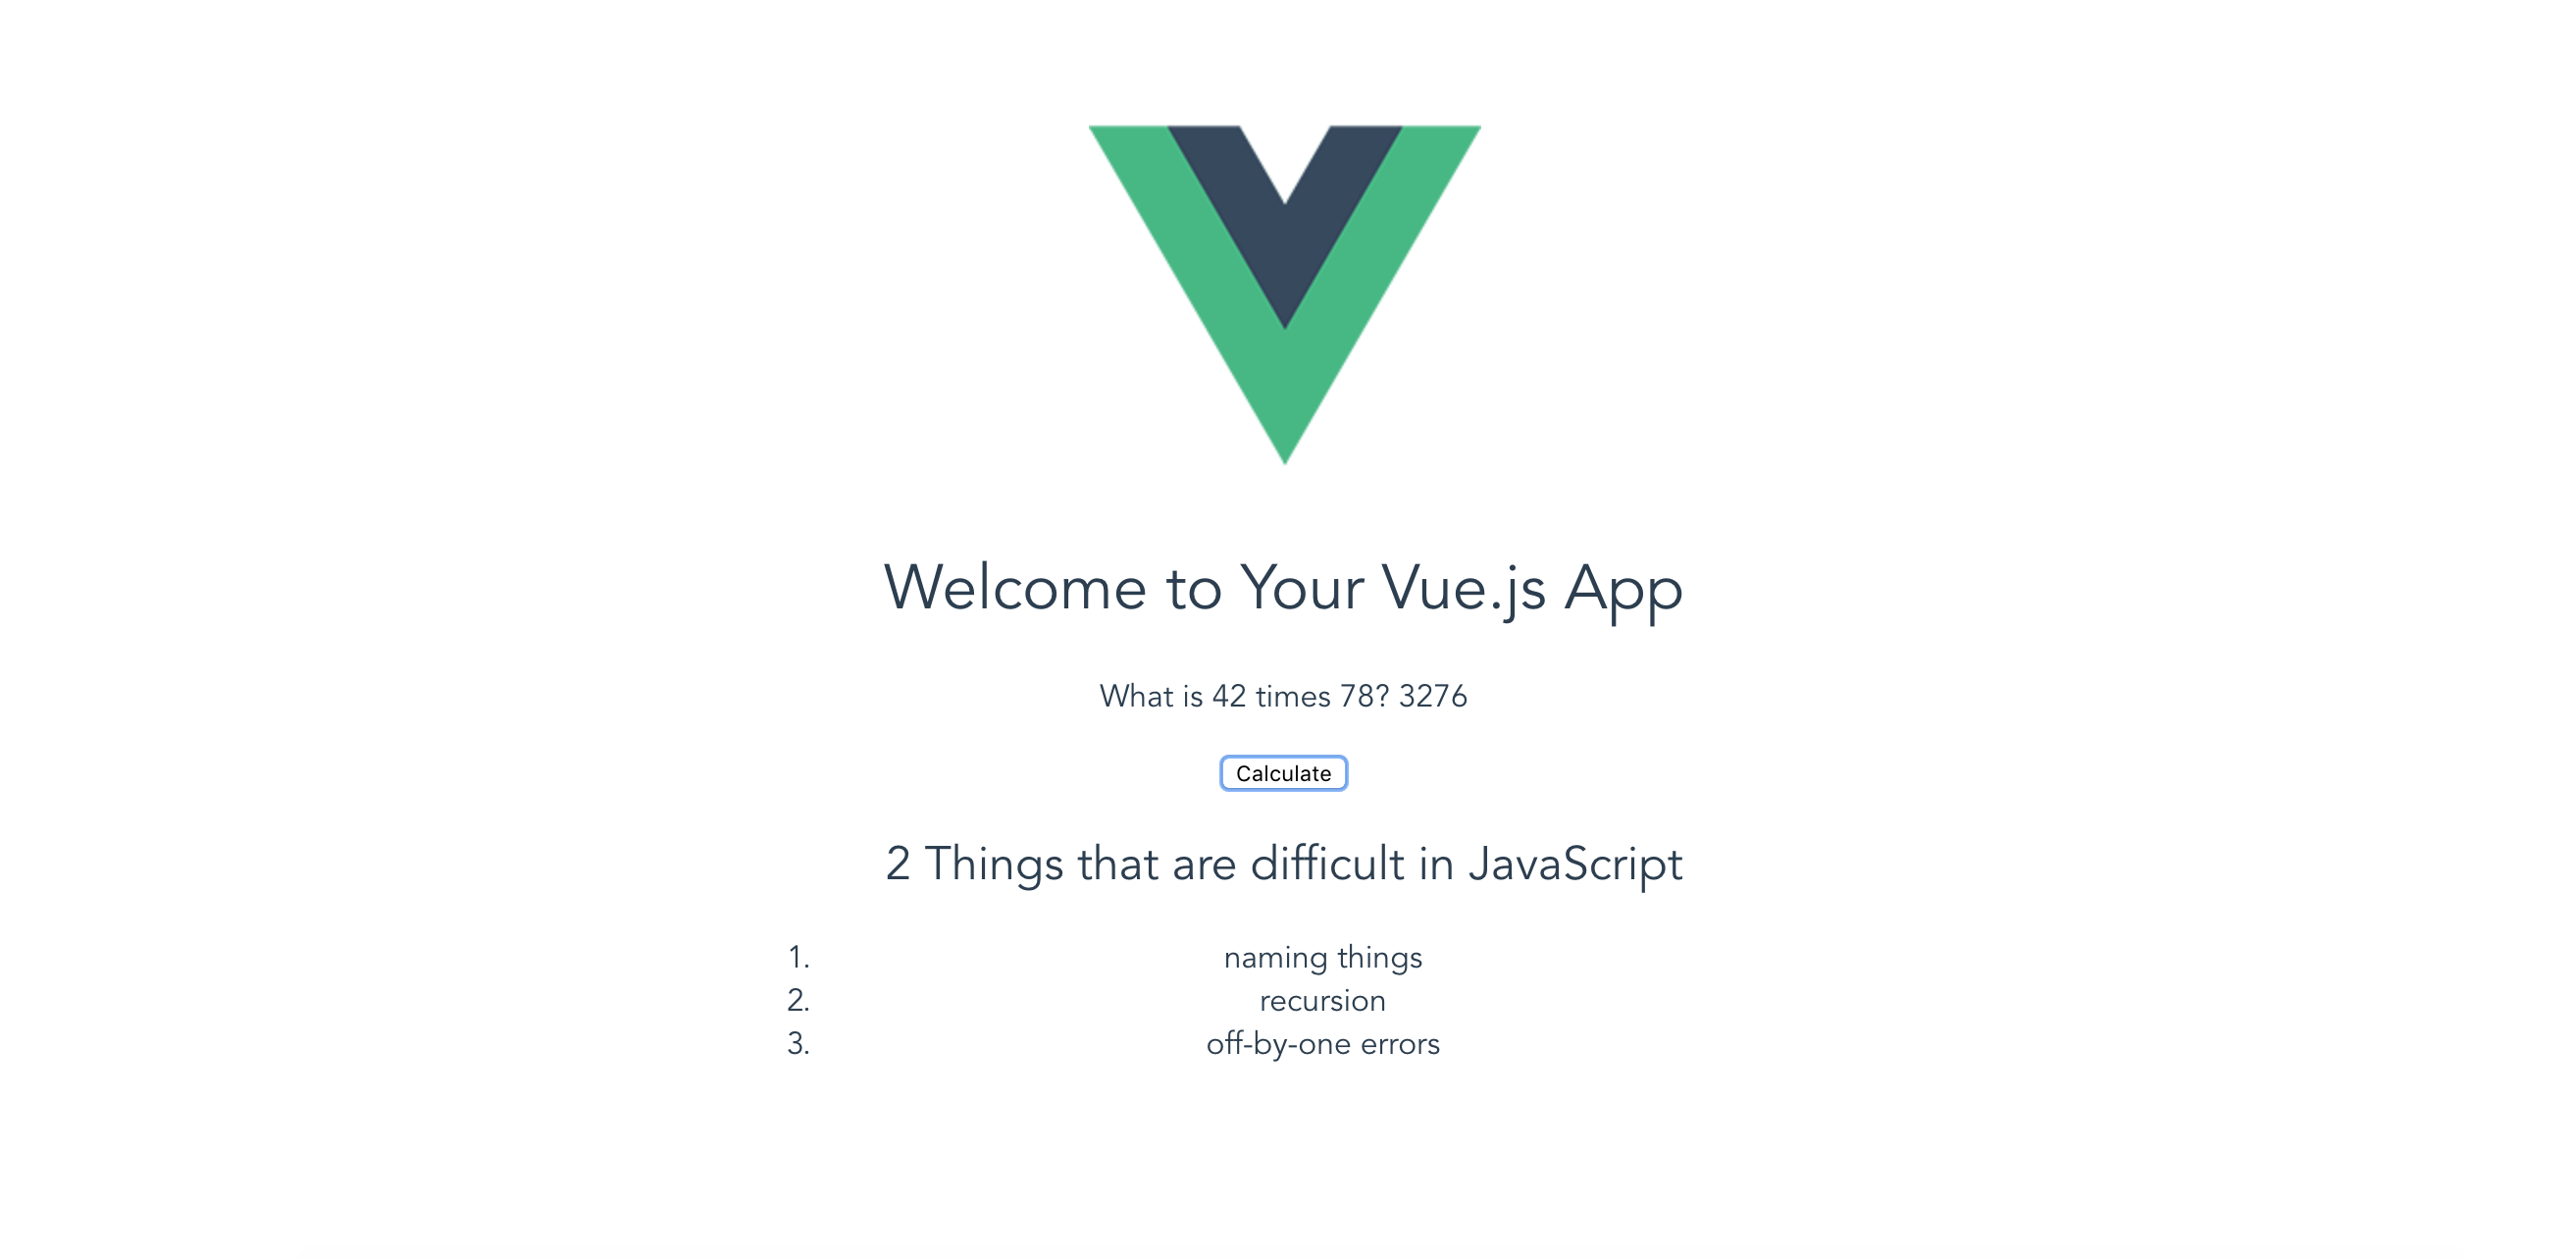 Welcome to Your Vue.js App
What is 42 times 78? 3276
Calculate
2 Things that are difficult in JavaScript
1. naming things
2. recursion
3. off-by-one errors